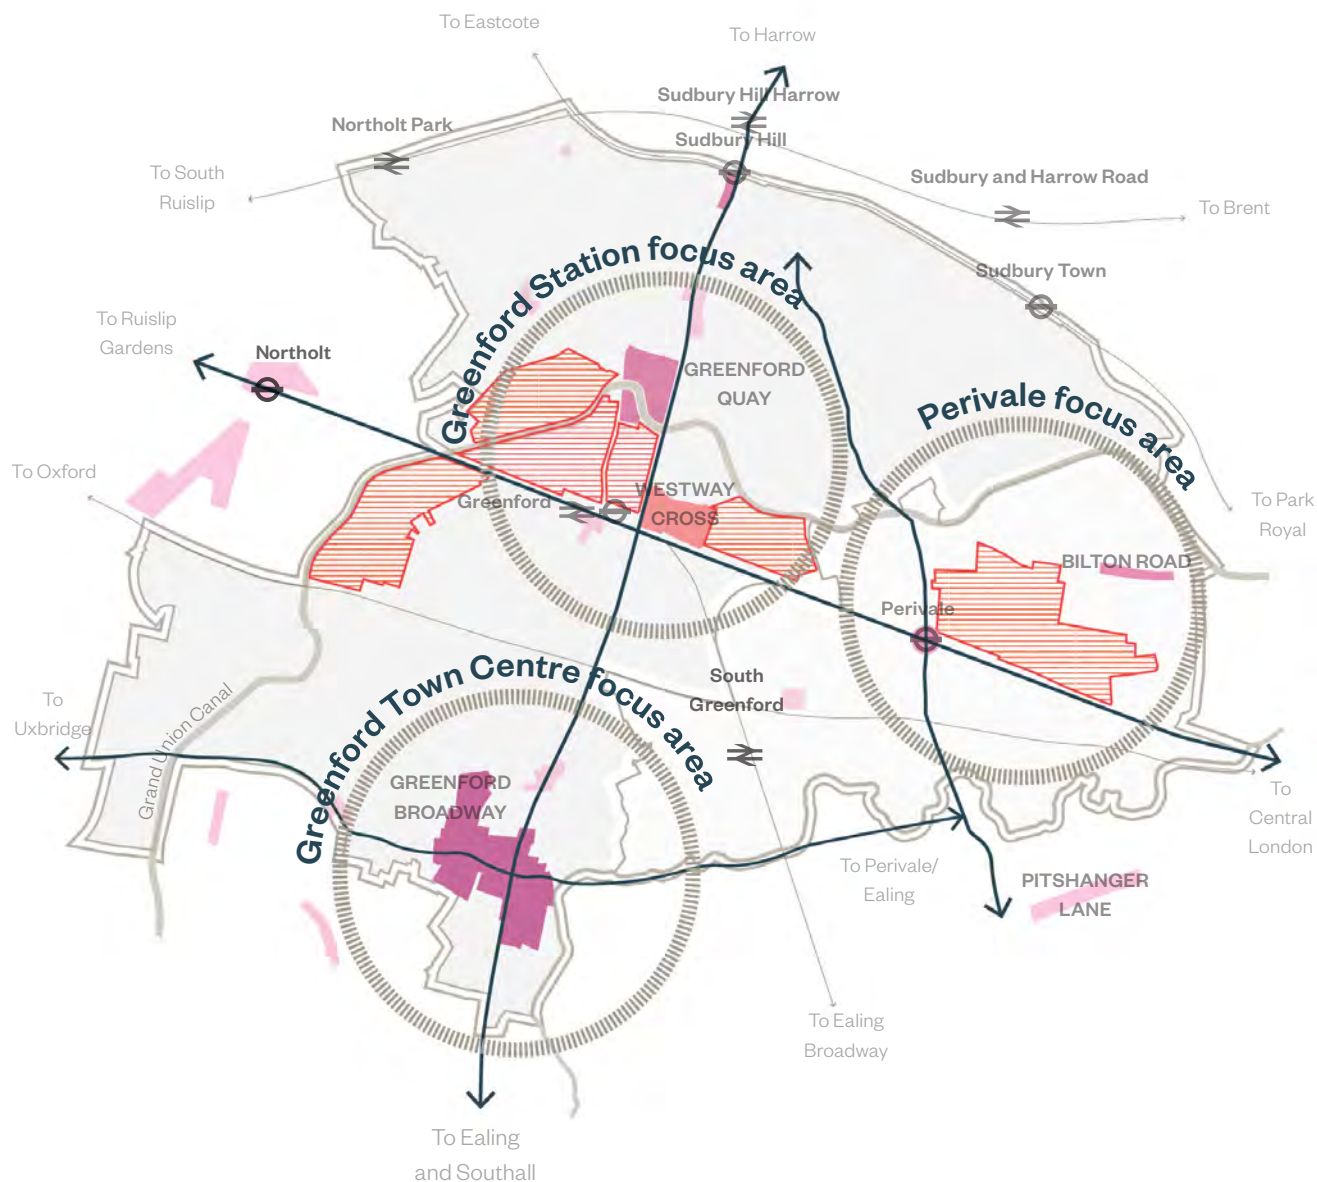 To Eastcote
To Harrow
Sudbury Hill Harrow
Northolt Park
Sudbury Hill
To South
Ruislip
Sudbury and Harrow Road
To Brent
Sudbury Town
Greenford Station focus area
To Ruislip
Gardens
Northolt
GREENFORD
QUAY
Perivale focus area
To Oxford
Greenford
WESTWAY
CROSS
To Park
Royal
BILTON ROAD
Perivale
South
Greenford
Greenford Town Centre focus area
To
Uxbridge
Grand Union Canal
GREENFORD
BROADWAY
To
Central
London
To Perivale/
Ealing
PITSHANGER
LANE
To Ealing
Broadway
To Ealing
and Southall